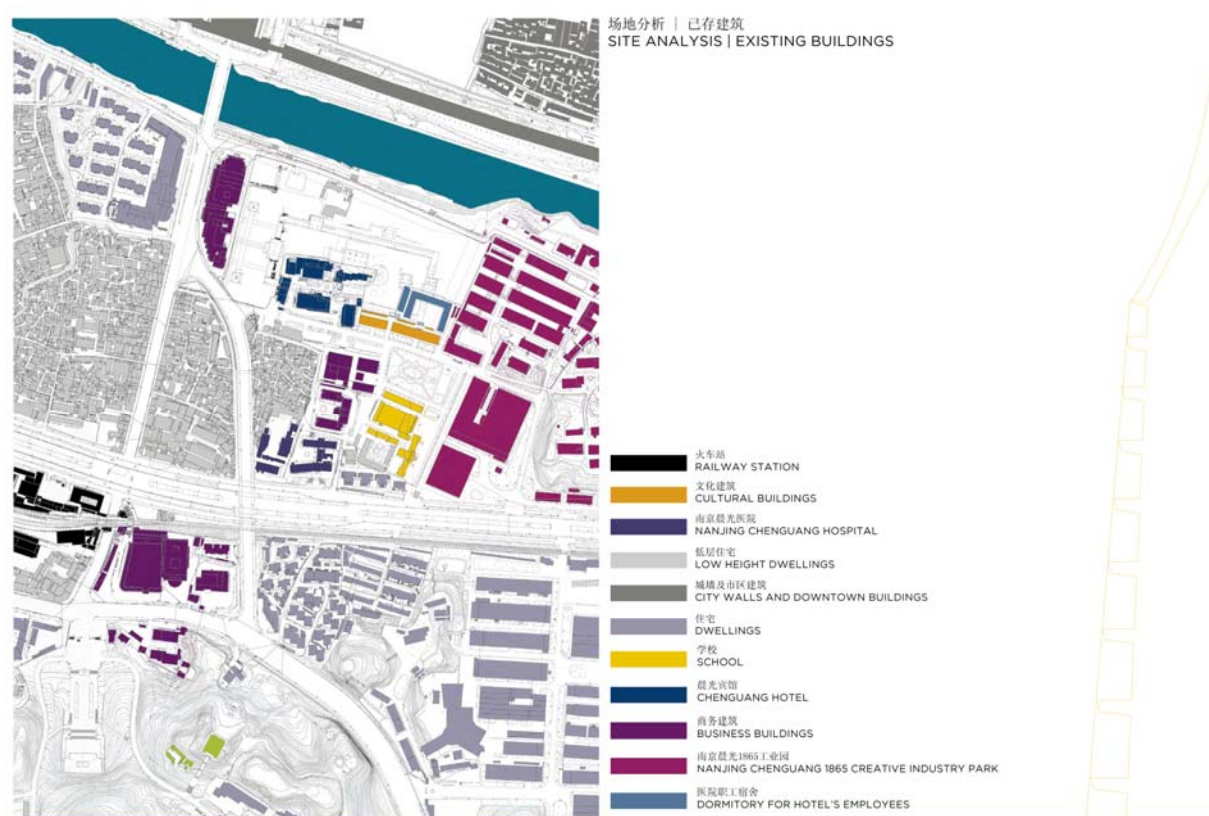 场地分析 | 已存建筑
SITE ANALYSIS | EXISTING BUILDINGS
火车站
RAILWAY STATION
文化建筑
CULTURAL BUILDINGS
南京晨光医院
NANJING CHENGUANG HOSPITAL
低层住宅
LOW HEIGHT DWELLINGS
城墙及市区建筑
CITY WALLS AND DOWNTOWN BUILDINGS
住宅
DWELLINGS
学校
SCHOOL
晨光宾馆
CHENGUANG HOTEL
商务建筑
BUSINESS BUILDINGS
南京晨光1865工业园
NANJING CHENGUANG 1865 CREATIVE INDUSTRY PARK
医院职工宿舍
DORMITORY FOR HOTEL'S EMPLOYEES